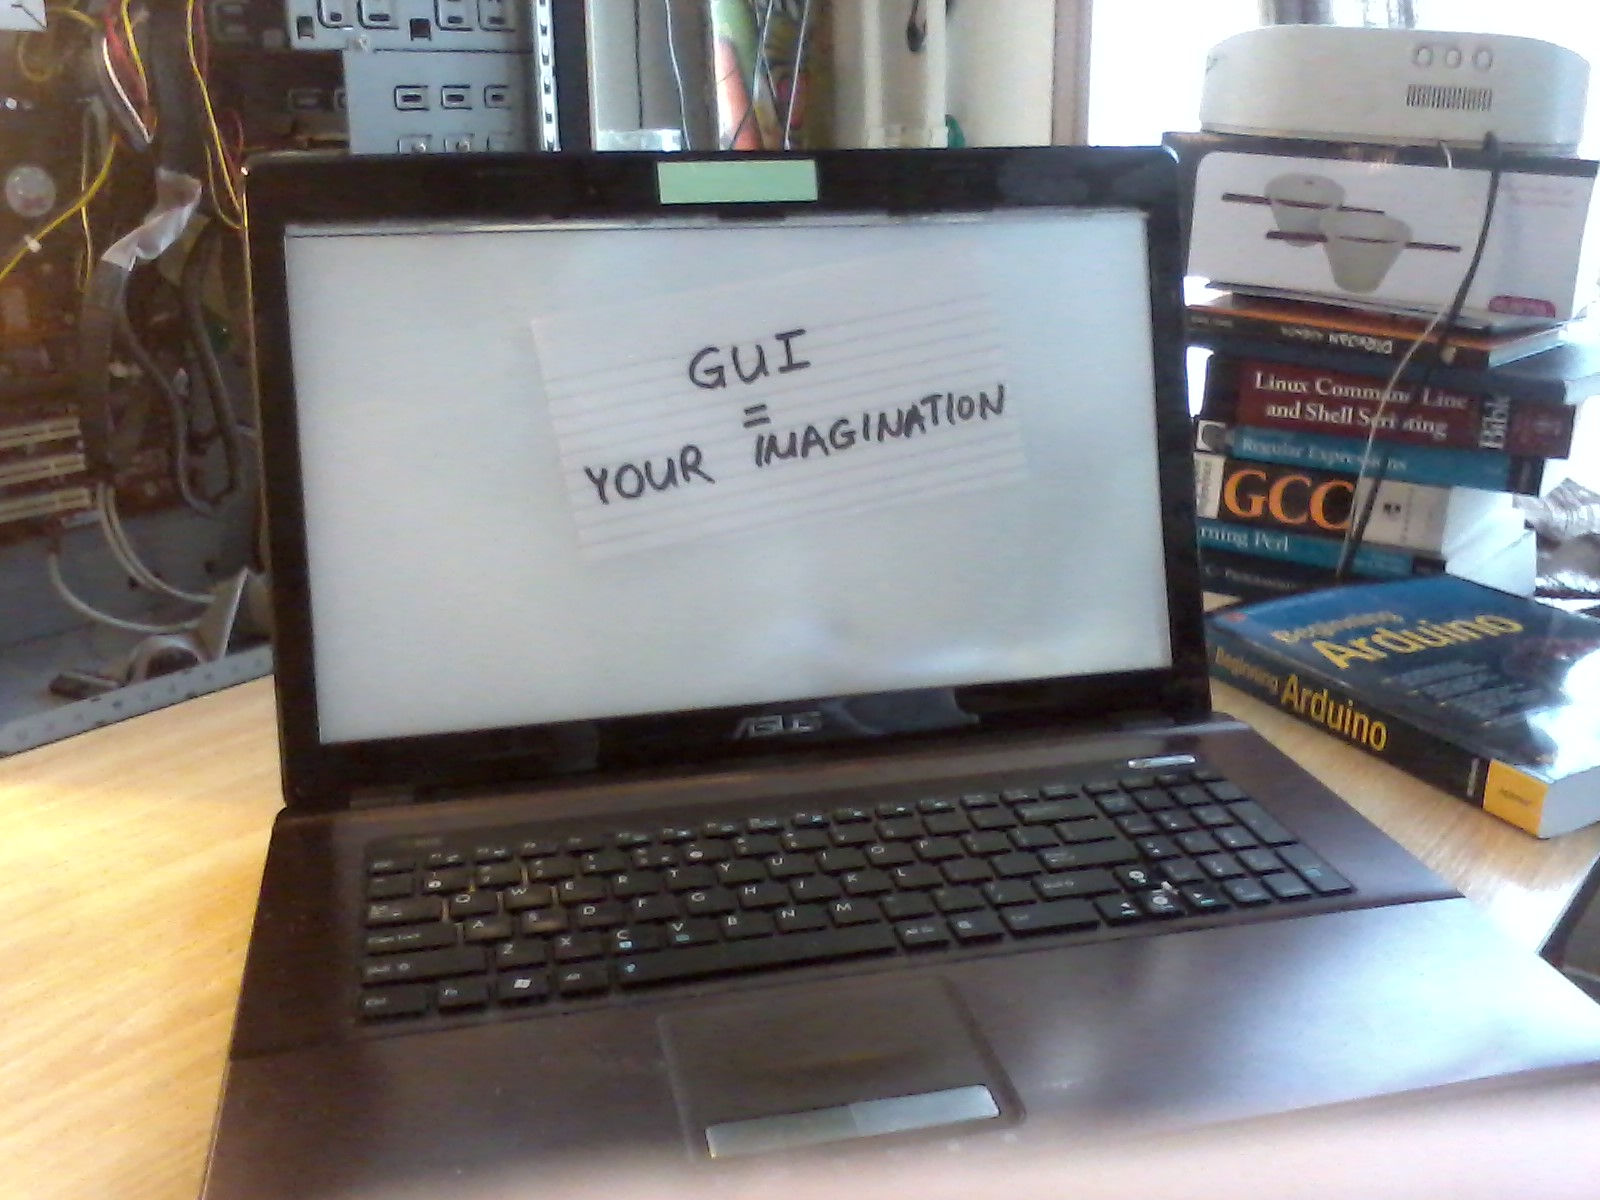 GUI
=
YOUR IMAGINATION
ASUS
Linux Command Line
and Shell Scripting
Bible
Regular Expressions
GCC
rning Perl
Beginning
Arduino
Beginning Arduino
Q W E R T Y U I O P
A S D F G H J K L
Z X C V B N M